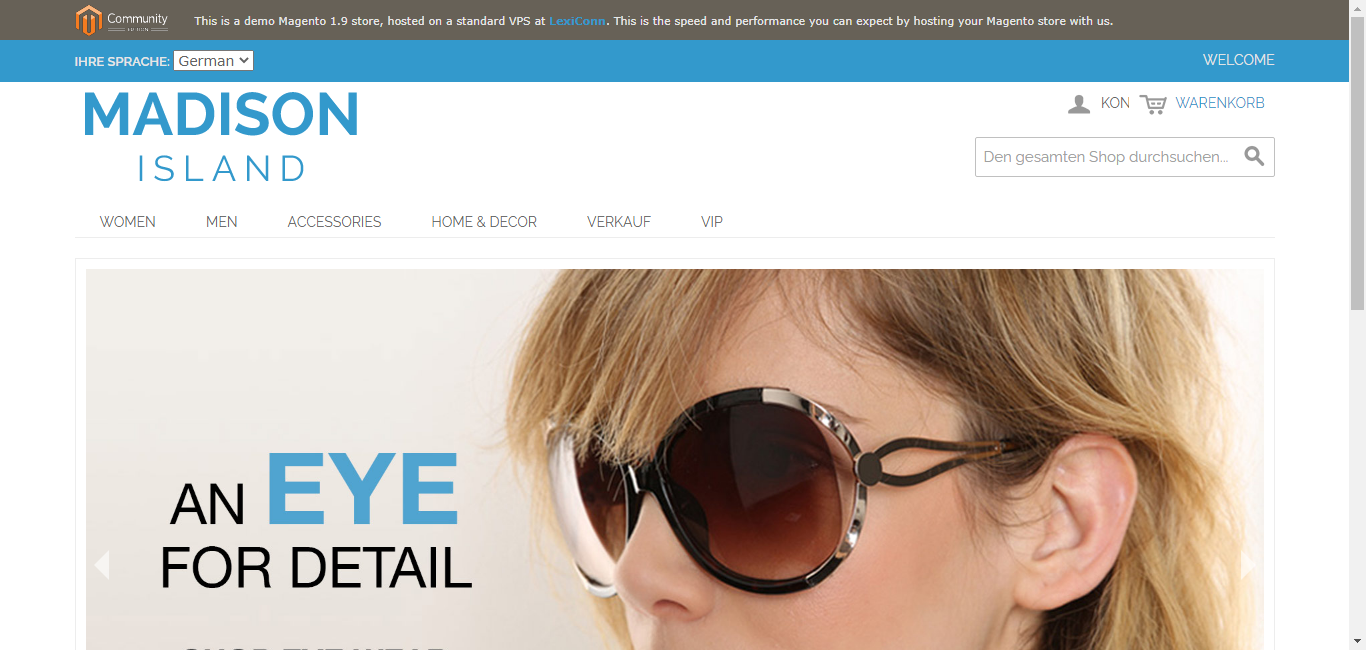 Community
This is a demo Magento 1.9 store, hosted on a standard VPS at LexiConn. This is the speed and performance you can expect by hosting your Magento store with us.
IHRE SPRACHE: German
WELCOME
MADISON
ISLAND
KON
WARENKORB
Den gesamten Shop durchsuchen...
WOMEN MEN ACCESSORIES HOME & DECOR VERKAUF VIP
AN EYE
FOR DETAIL